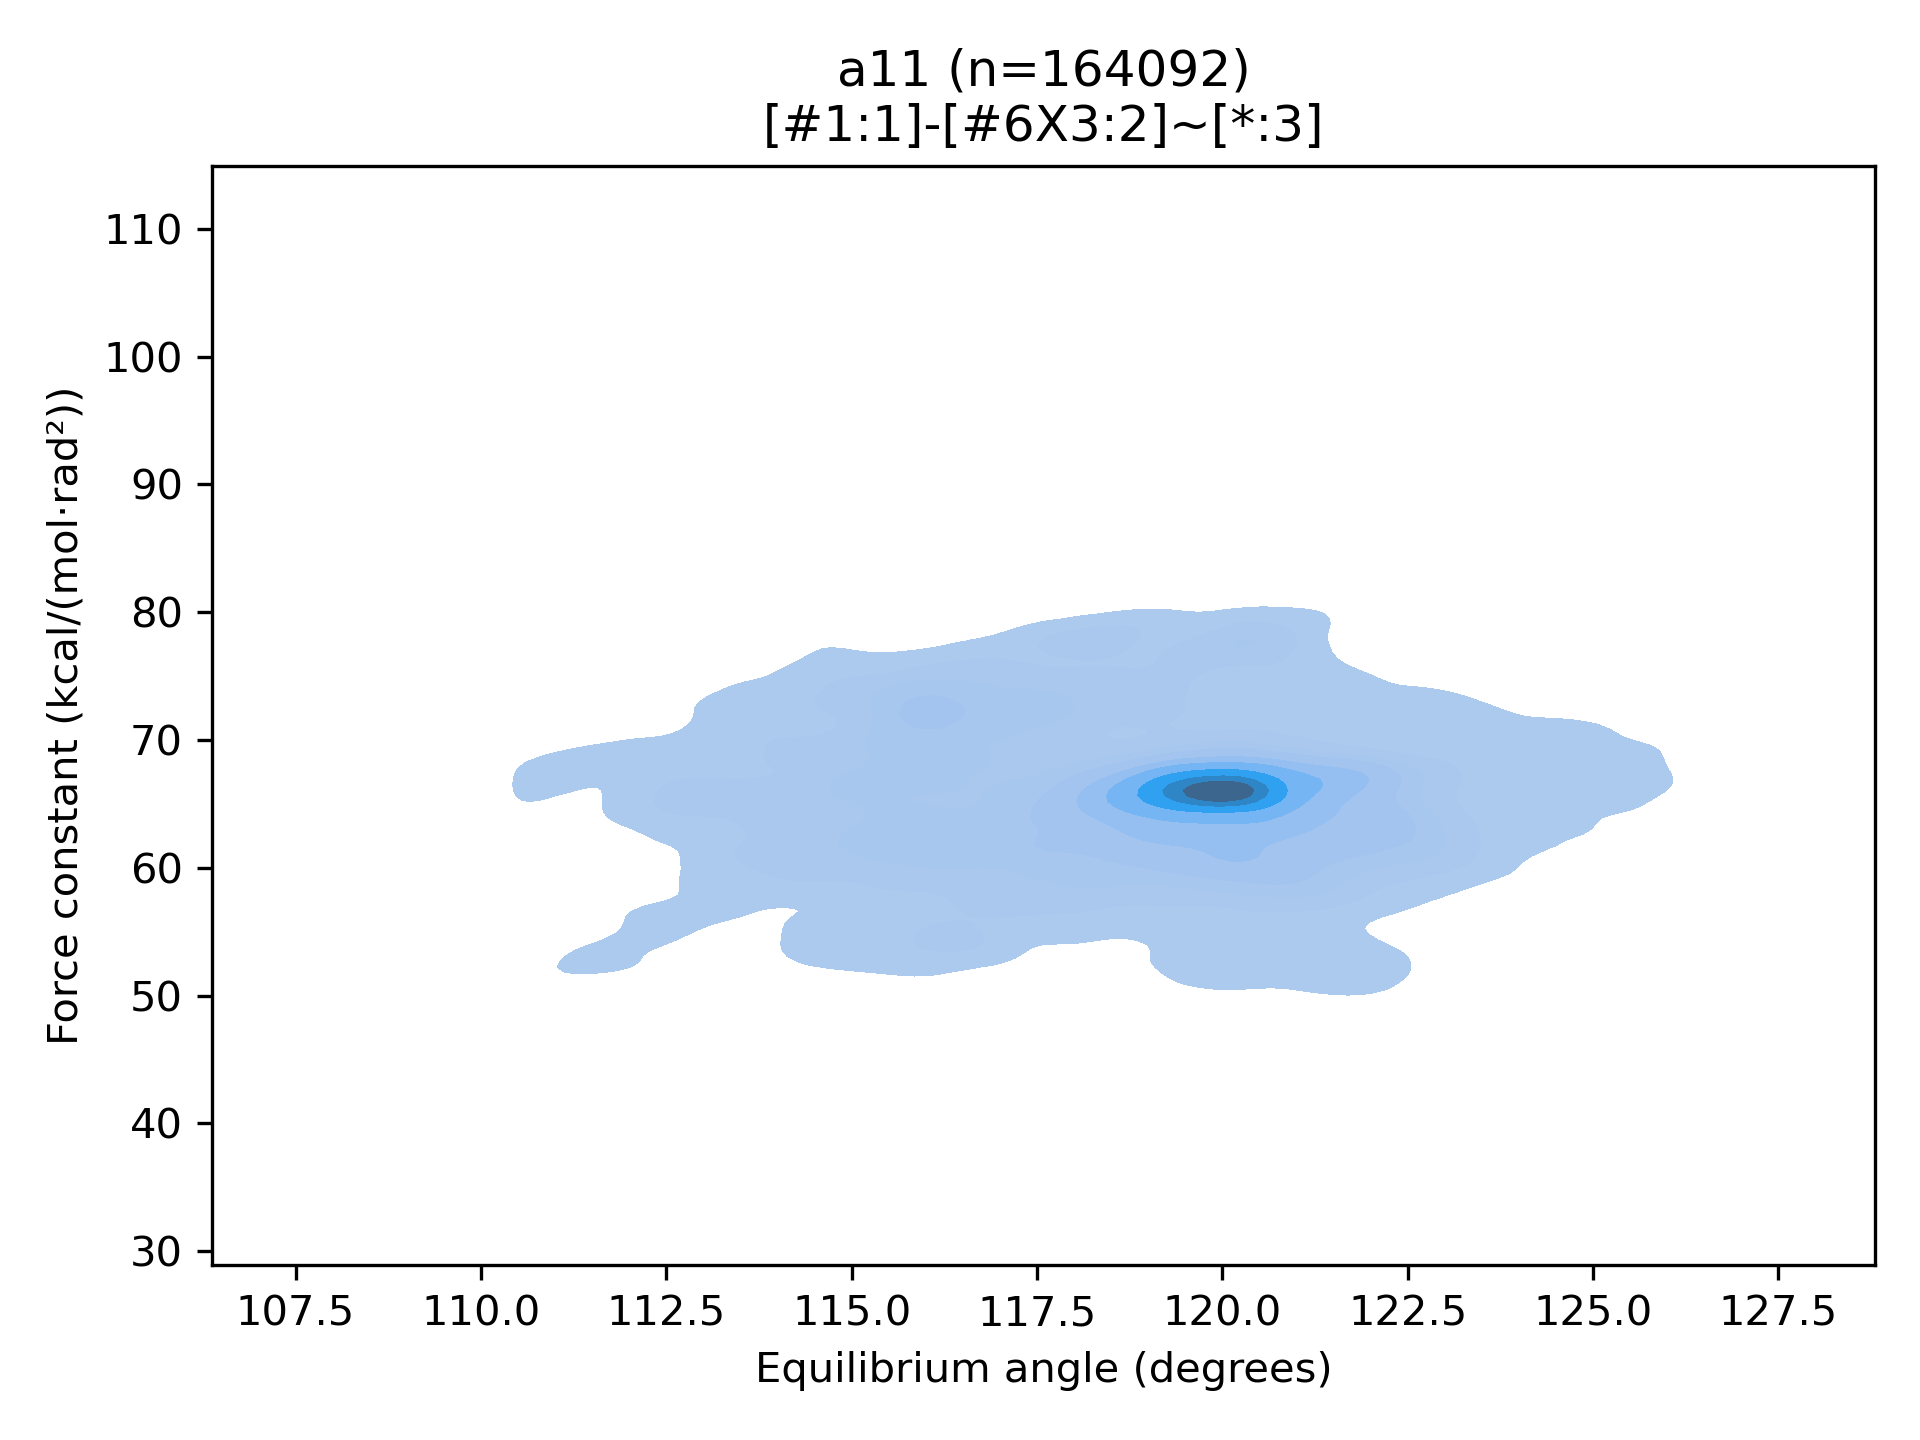 a11 (n=164092)
[#1:1]-[#6X3:2]~[*:3]
Force constant (kcal/(mol·rad²))
110
100
90
80
70
60
50
40
30
107.5 110.0 112.5 115.0 117.5 120.0 122.5 125.0 127.5
Equilibrium angle (degrees)